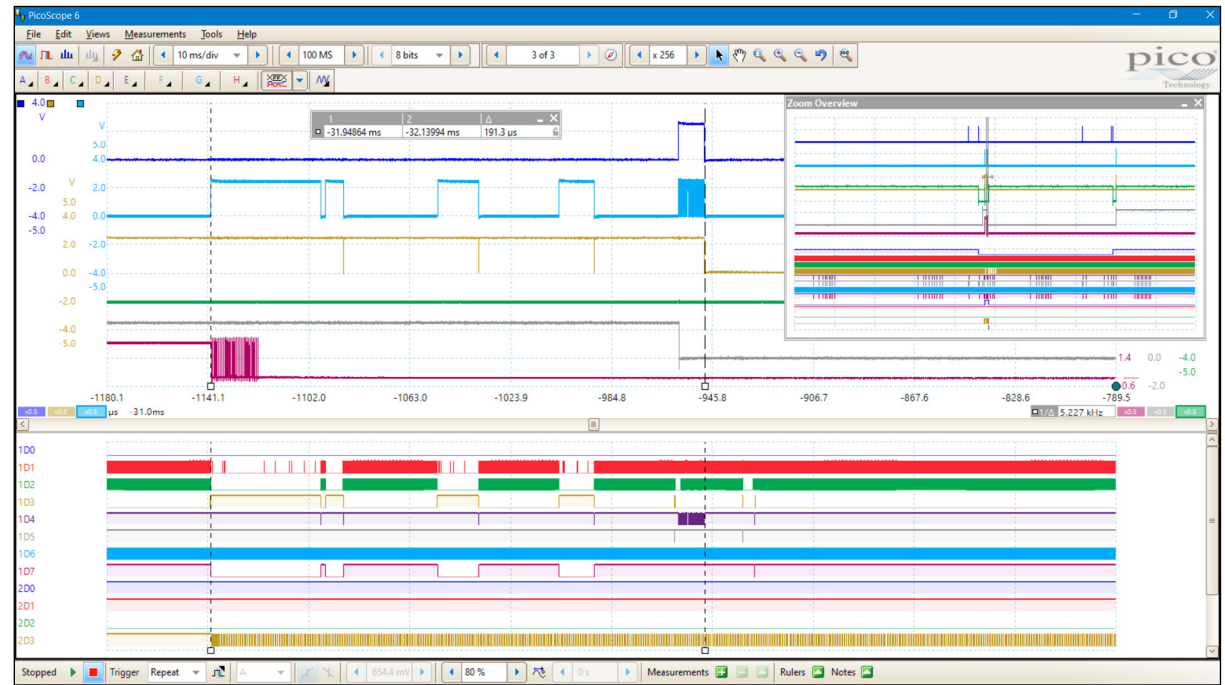 PicoScope 6
File Edit Views Measurements Tools Help
10 ms/div 100 MS 8 bits 3 of 3 x 256
pico
Technology
A B C D E F G H
4.0
V
V
5.0
0.0 4.0
-2.0 V 2.0
5.0
-4.0 4.0 0.0
-5.0
2.0 -2.0
0.0 -4.0
-5.0
-2.0
-4.0
-5.0
1 2 Δ
-31.94864 ms -32.13994 ms 191.3 µs
Zoom Overview
1.4 0.0 -4.0
-5.0
0.6 -2.0
-1180.1 -1141.1 -1102.0 -1063.0 -1023.9 -984.8 -945.8 -906.7 -867.6 -828.6 -789.5
x0.5 x0.5 x0.5 µs -31.0ms 1/Δ 5.227 kHz x0.5 x0.5 x0.5
1D0
1D1
1D2
1D3
1D4
1D5
1D6
1D7
2D0
2D1
2D2
2D3
Stopped Trigger Repeat A 654.4 mV 80 % 0 s Measurements Rulers Notes